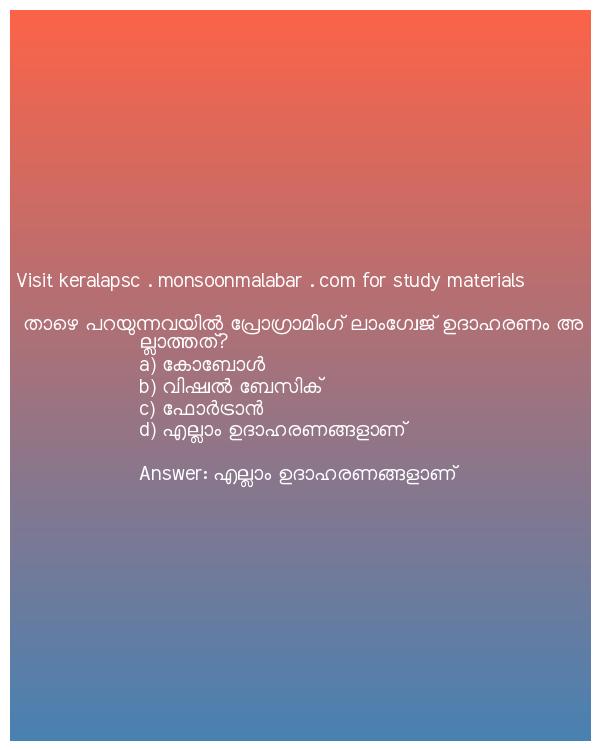 Visit keralapsc . monsoonmalabar . com for study materials
താഴെ പറയുന്നവയിൽ പ്രോഗ്രാമിംഗ് ലാംഗ്വേജ് ഉദാഹരണം അ
ല്ലാത്തത്?
a) കോബോൾ
b) വിഷ്വൽ ബേസിക്
c) ഫോർട്രാൻ
d) എല്ലാം ഉദാഹരണങ്ങളാണ്
Answer: എല്ലാം ഉദാഹരണങ്ങളാണ്